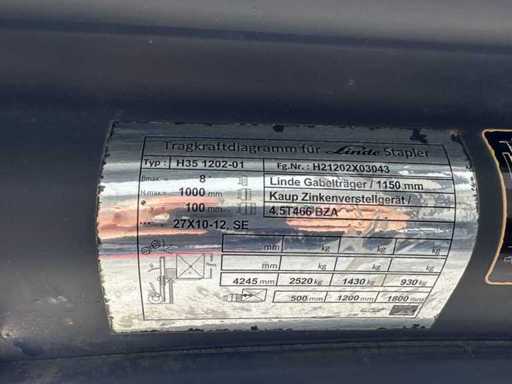 Tragkraftdiagramm für Linde Stapler
Typ: H35 1202-01 Fg.Nr.: H21202X03043
8° Linde Gabelträger / 1150 mm
1000 mm Kaup Zinkenverstellgerät /
100 mm 4.5T466 BZA
27X10-12, SE
mm kg kg kg
mm kg kg kg
4245 mm 2520 kg 1430 kg 930 kg
500 mm 1200 mm 1800 mm